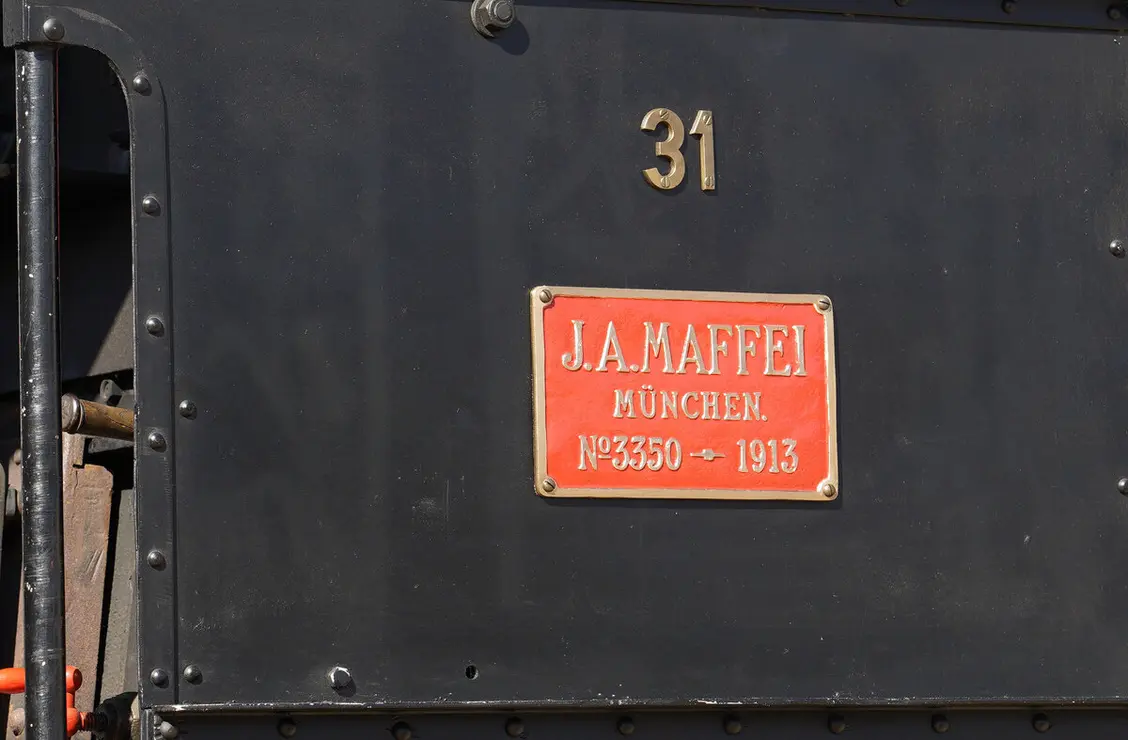 31
J.A.MAFFEI
MÜNCHEN.
Nº3350 – 1913